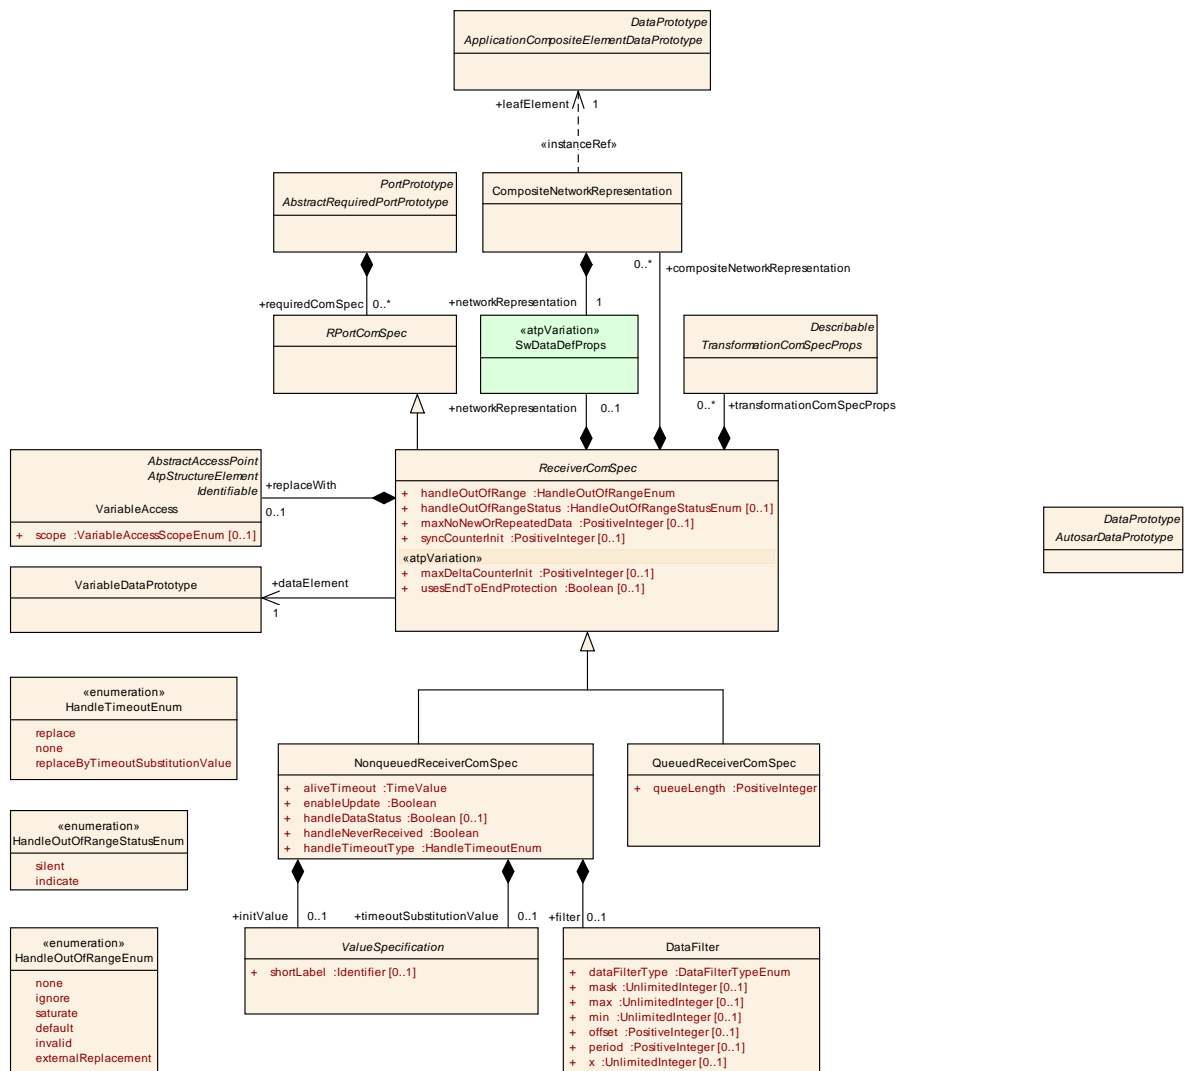 DataPrototype
ApplicationCompositeElementDataPrototype
+leafElement 1
«instanceRef»
PortPrototype
AbstractRequiredPortPrototype
CompositeNetworkRepresentation
0..* +compositeNetworkRepresentation
+requiredComSpec 0..*
+networkRepresentation 1
RPortComSpec
«atpVariation»
SwDataDefProps
Describable
TransformationComSpecProps
+networkRepresentation 0..1
0..* +transformationComSpecProps
AbstractAccessPoint
AtpStructureElement
Identifiable
VariableAccess
+ scope :VariableAccessScopeEnum [0..1]
+replaceWith
0..1
ReceiverComSpec
+ handleOutOfRange :HandleOutOfRangeEnum
+ handleOutOfRangeStatus :HandleOutOfRangeStatusEnum [0..1]
+ maxNoNewOrRepeatedData :PositiveInteger [0..1]
+ syncCounterInit :PositiveInteger [0..1]
«atpVariation»
+ maxDeltaCounterInit :PositiveInteger [0..1]
+ usesEndToEndProtection :Boolean [0..1]
DataPrototype
AutosarDataPrototype
VariableDataPrototype
+dataElement
1
«enumeration»
HandleTimeoutEnum
replace
none
replaceByTimeoutSubstitutionValue
NonqueuedReceiverComSpec
+ aliveTimeout :TimeValue
+ enableUpdate :Boolean
+ handleDataStatus :Boolean [0..1]
+ handleNeverReceived :Boolean
+ handleTimeoutType :HandleTimeoutEnum
QueuedReceiverComSpec
+ queueLength :PositiveInteger
«enumeration»
HandleOutOfRangeStatusEnum
silent
indicate
+initValue 0..1
+timeoutSubstitutionValue 0..1
+filter 0..1
«enumeration»
HandleOutOfRangeEnum
none
ignore
saturate
default
invalid
externalReplacement
ValueSpecification
+ shortLabel :Identifier [0..1]
DataFilter
+ dataFilterType :DataFilterTypeEnum
+ mask :UnlimitedInteger [0..1]
+ max :UnlimitedInteger [0..1]
+ min :UnlimitedInteger [0..1]
+ offset :PositiveInteger [0..1]
+ period :PositiveInteger [0..1]
+ x :UnlimitedInteger [0..1]